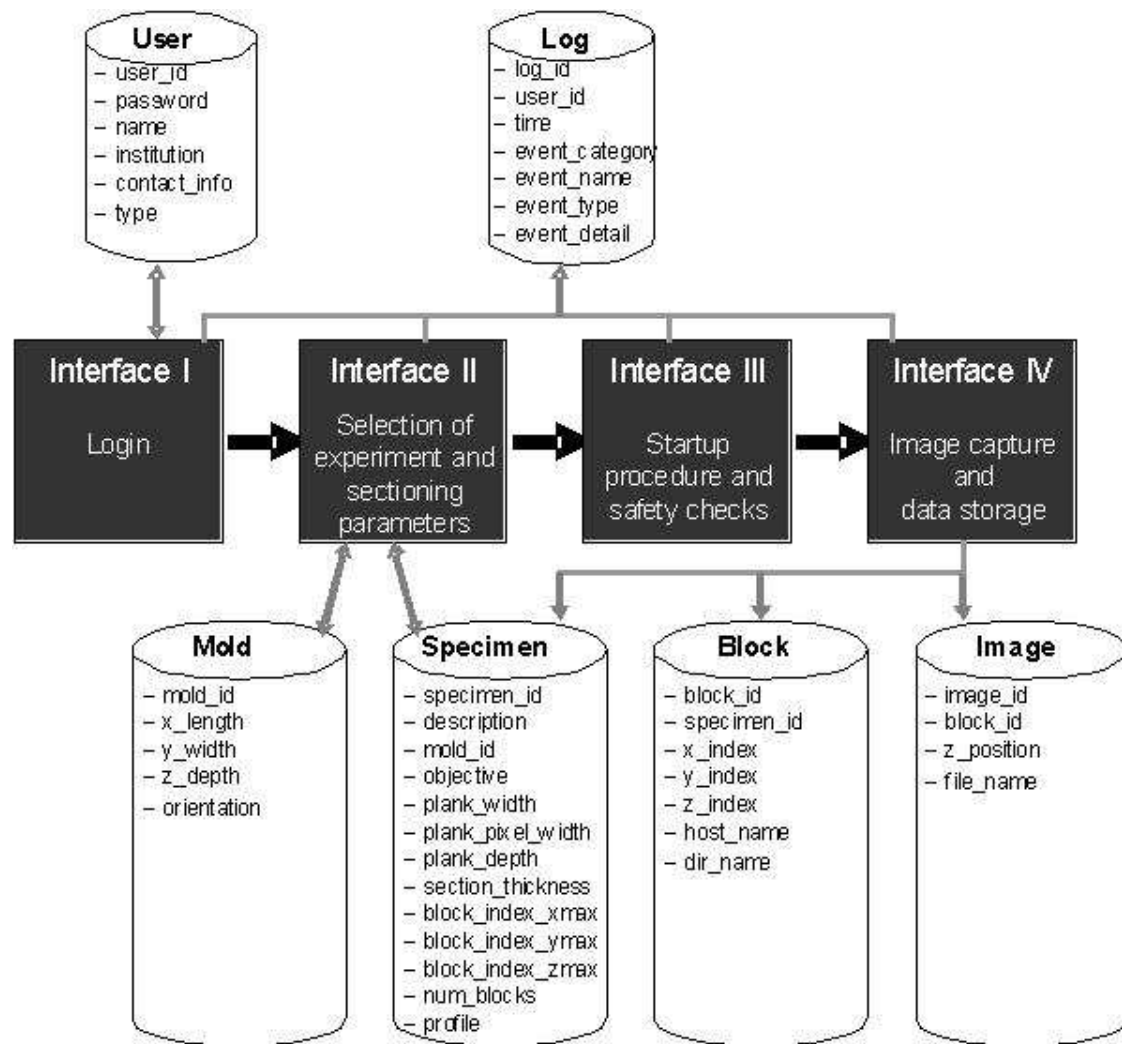 User
– user_id
– password
– name
– institution
– contact_info
– type
Log
– log_id
– user_id
– time
– event_category
– event_name
– event_type
– event_detail
Interface I
Login
Interface II
Selection of
experiment and
sectioning
parameters
Interface III
Startup
procedure and
safety checks
Interface IV
Image capture
and
data storage
Mold
– mold_id
– x_length
– y_width
– z_depth
– orientation
Specimen
– specimen_id
– description
– mold_id
– objective
– plank_width
– plank_pixel_width
– plank_depth
– section_thickness
– block_index_xmax
– block_index_ymax
– block_index_zmax
– num_blocks
– profile
Block
– block_id
– specimen_id
– x_index
– y_index
– z_index
– host_name
– dir_name
Image
– image_id
– block_id
– z_position
– file_name